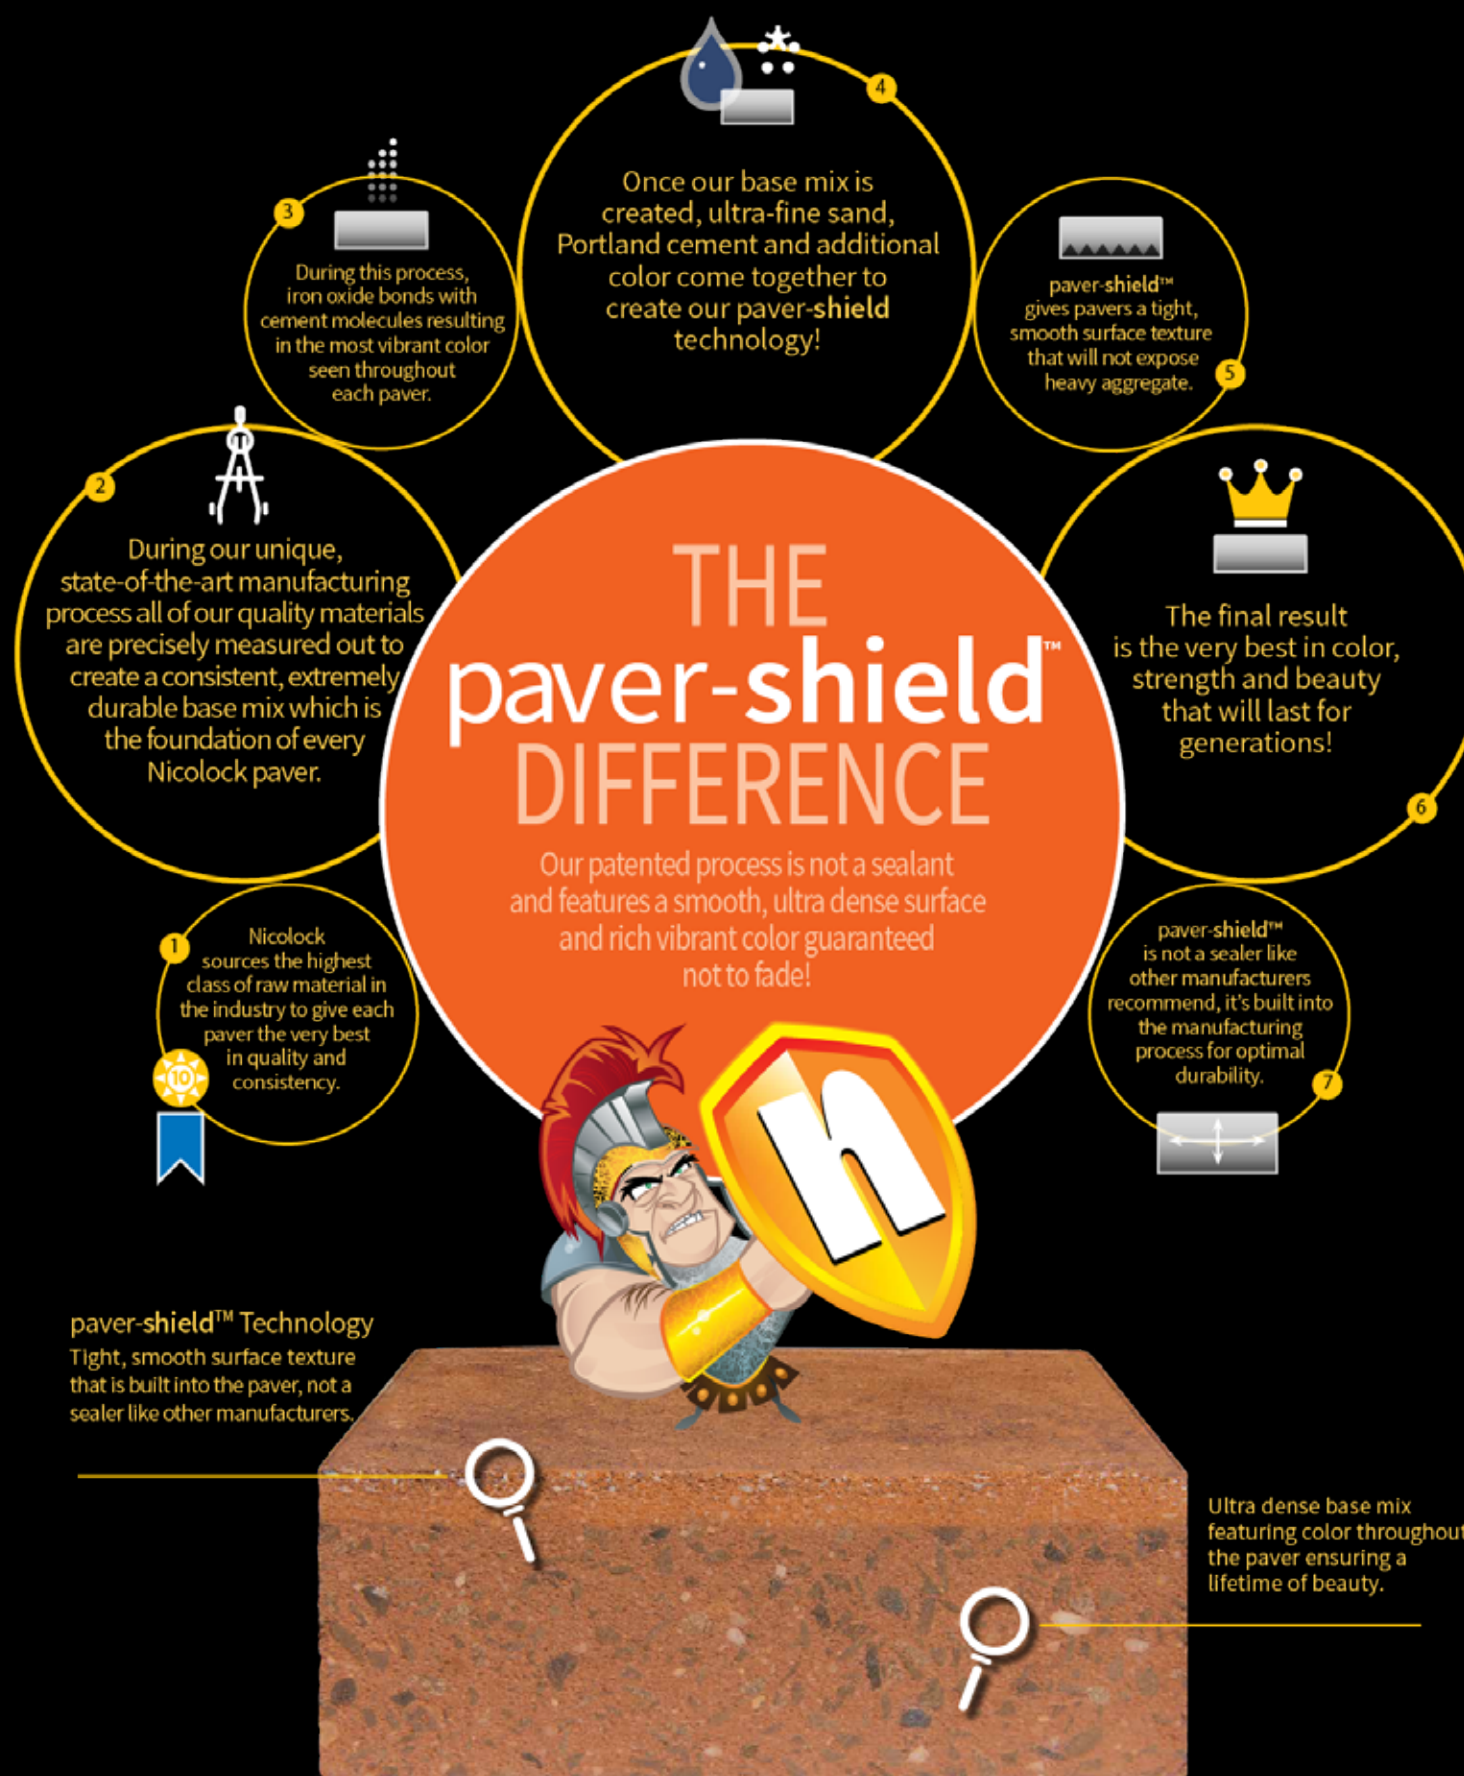 4
Once our base mix is
created, ultra-fine sand,
Portland cement and additional
color come together to
create our paver-shield
technology!
3
During this process,
iron oxide bonds with
cement molecules resulting
in the most vibrant color
seen throughout
each paver.
paver-shield™
gives pavers a tight,
smooth surface texture
that will not expose
heavy aggregate.
5
2
During our unique,
state-of-the-art manufacturing
process all of our quality materials
are precisely measured out to
create a consistent, extremely
durable base mix which is
the foundation of every
Nicolock paver.
THE
paver-shield™
DIFFERENCE
Our patented process is not a sealant
and features a smooth, ultra dense surface
and rich vibrant color guaranteed
not to fade!
The final result
is the very best in color,
strength and beauty
that will last for
generations!
6
1
Nicolock
sources the highest
class of raw material in
the industry to give each
paver the very best
in quality and
consistency.
10
paver-shield™
is not a sealer like
other manufacturers
recommend, it's built into
the manufacturing
process for optimal
durability.
7
n
paver-shield™ Technology
Tight, smooth surface texture
that is built into the paver, not a
sealer like other manufacturers.
Ultra dense base mix
featuring color throughout
the paver ensuring a
lifetime of beauty.